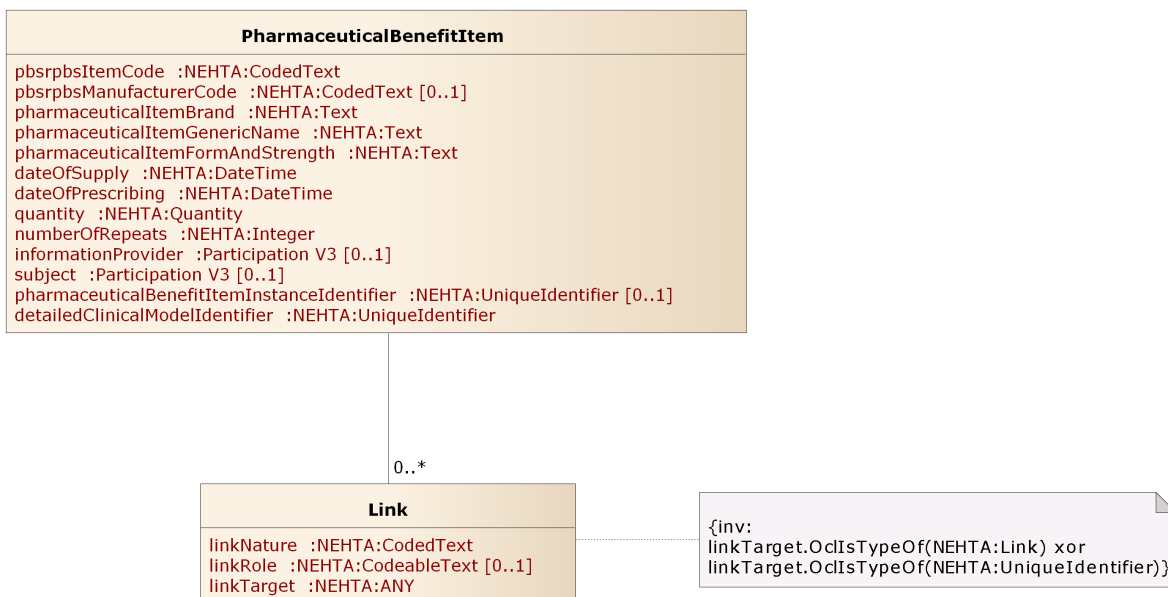 PharmaceuticalBenefitItem
pbsrpbsItemCode :NEHTA:CodedText
pbsrpbsManufacturerCode :NEHTA:CodedText [0..1]
pharmaceuticalItemBrand :NEHTA:Text
pharmaceuticalItemGenericName :NEHTA:Text
pharmaceuticalItemFormAndStrength :NEHTA:Text
dateOfSupply :NEHTA:DateTime
dateOfPrescribing :NEHTA:DateTime
quantity :NEHTA:Quantity
numberOfRepeats :NEHTA:Integer
informationProvider :Participation V3 [0..1]
subject :Participation V3 [0..1]
pharmaceuticalBenefitItemInstanceIdentifier :NEHTA:UniqueIdentifier [0..1]
detailedClinicalModelIdentifier :NEHTA:UniqueIdentifier
0..*
Link
linkNature :NEHTA:CodedText
linkRole :NEHTA:CodeableText [0..1]
linkTarget :NEHTA:ANY
{inv:
linkTarget.OclIsTypeOf(NEHTA:Link) xor
linkTarget.OclIsTypeOf(NEHTA:UniqueIdentifier)}